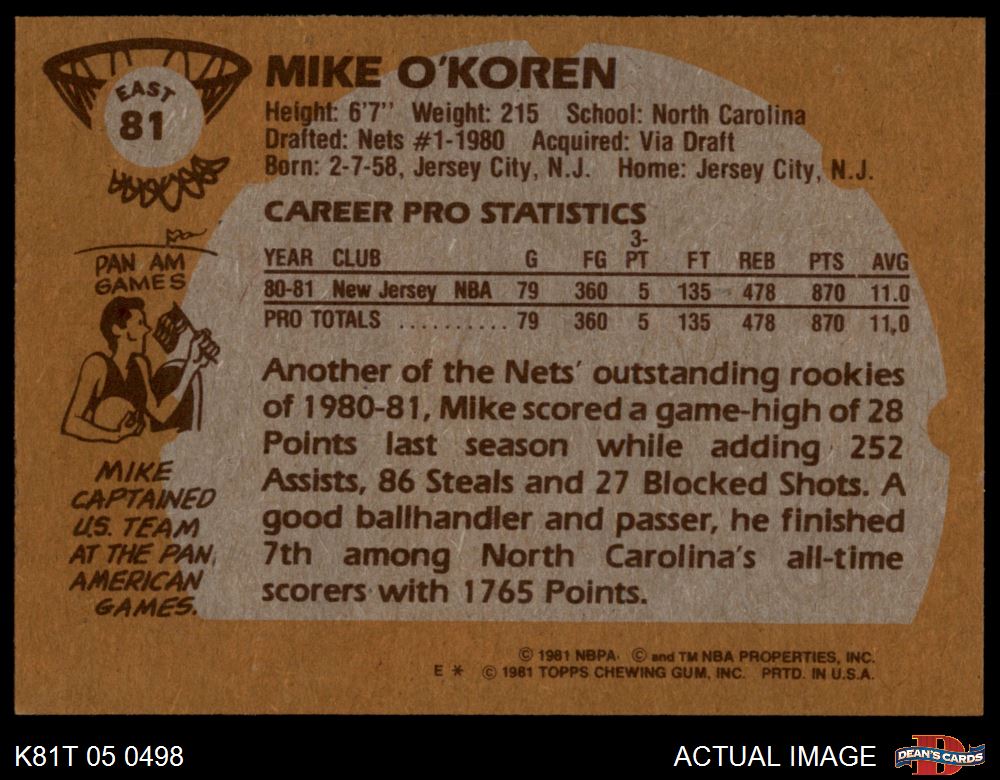 EAST
81
MIKE O'KOREN
Height: 6'7" Weight: 215 School: North Carolina
Drafted: Nets #1-1980 Acquired: Via Draft
Born: 2-7-58, Jersey City, N.J. Home: Jersey City, N.J.
CAREER PRO STATISTICS
YEAR CLUB G FG 3-PT FT REB PTS AVG
80-81 New Jersey NBA 79 360 5 135 478 870 11.0
PRO TOTALS .......... 79 360 5 135 478 870 11.0
PAN AM
GAMES
MIKE
CAPTAINED
U.S. TEAM
AT THE PAN
AMERICAN
GAMES.
Another of the Nets' outstanding rookies
of 1980-81, Mike scored a game-high of 28
Points last season while adding 252
Assists, 86 Steals and 27 Blocked Shots. A
good ballhandler and passer, he finished
7th among North Carolina's all-time
scorers with 1765 Points.
© 1981 NBPA © and TM NBA PROPERTIES, INC.
E * © 1981 TOPPS CHEWING GUM, INC. PRTD. IN U.S.A.
K81T 05 0498
ACTUAL IMAGE
DEAN'S CARDS